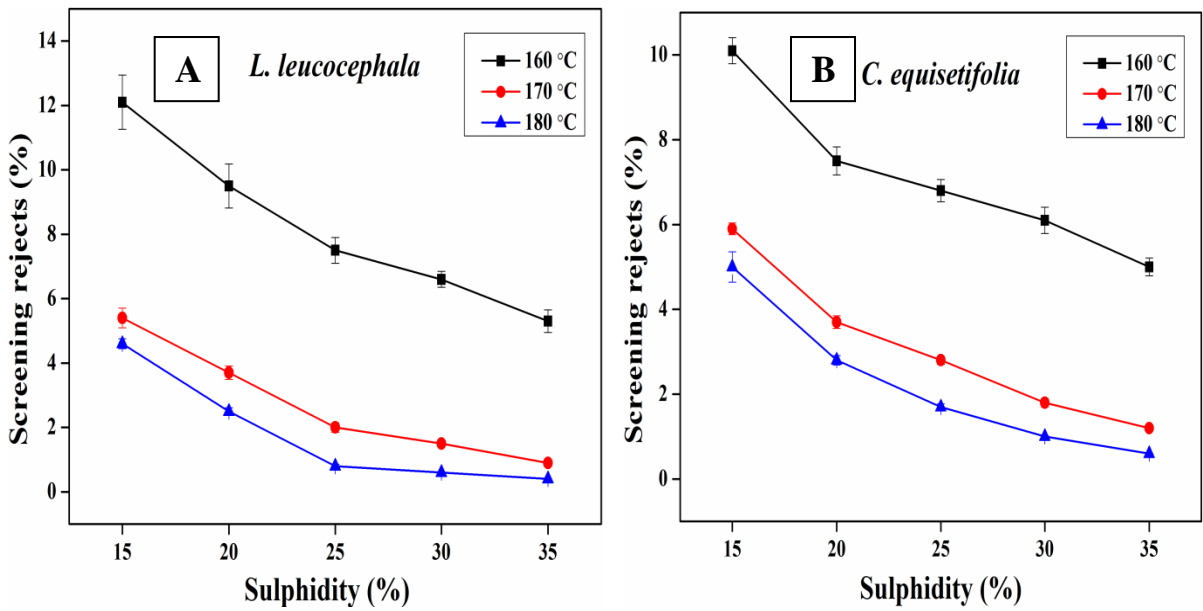 A
L. leucocephala
160 °C
170 °C
180 °C
Screening rejects (%)
14
12
10
8
6
4
2
0
15
20
25
30
35
Sulphidity (%)
B
C. equisetifolia
160 °C
170 °C
180 °C
Screening rejects (%)
10
8
6
4
2
0
15
20
25
30
35
Sulphidity (%)